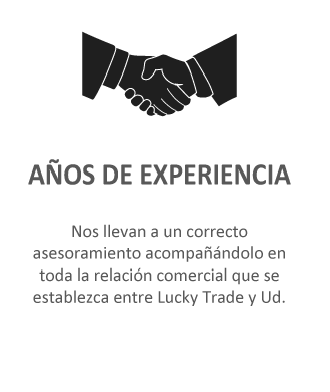 AÑOS DE EXPERIENCIA
Nos llevan a un correcto
asesoramiento acompañándolo en
toda la relación comercial que se
establezca entre Lucky Trade y Ud.